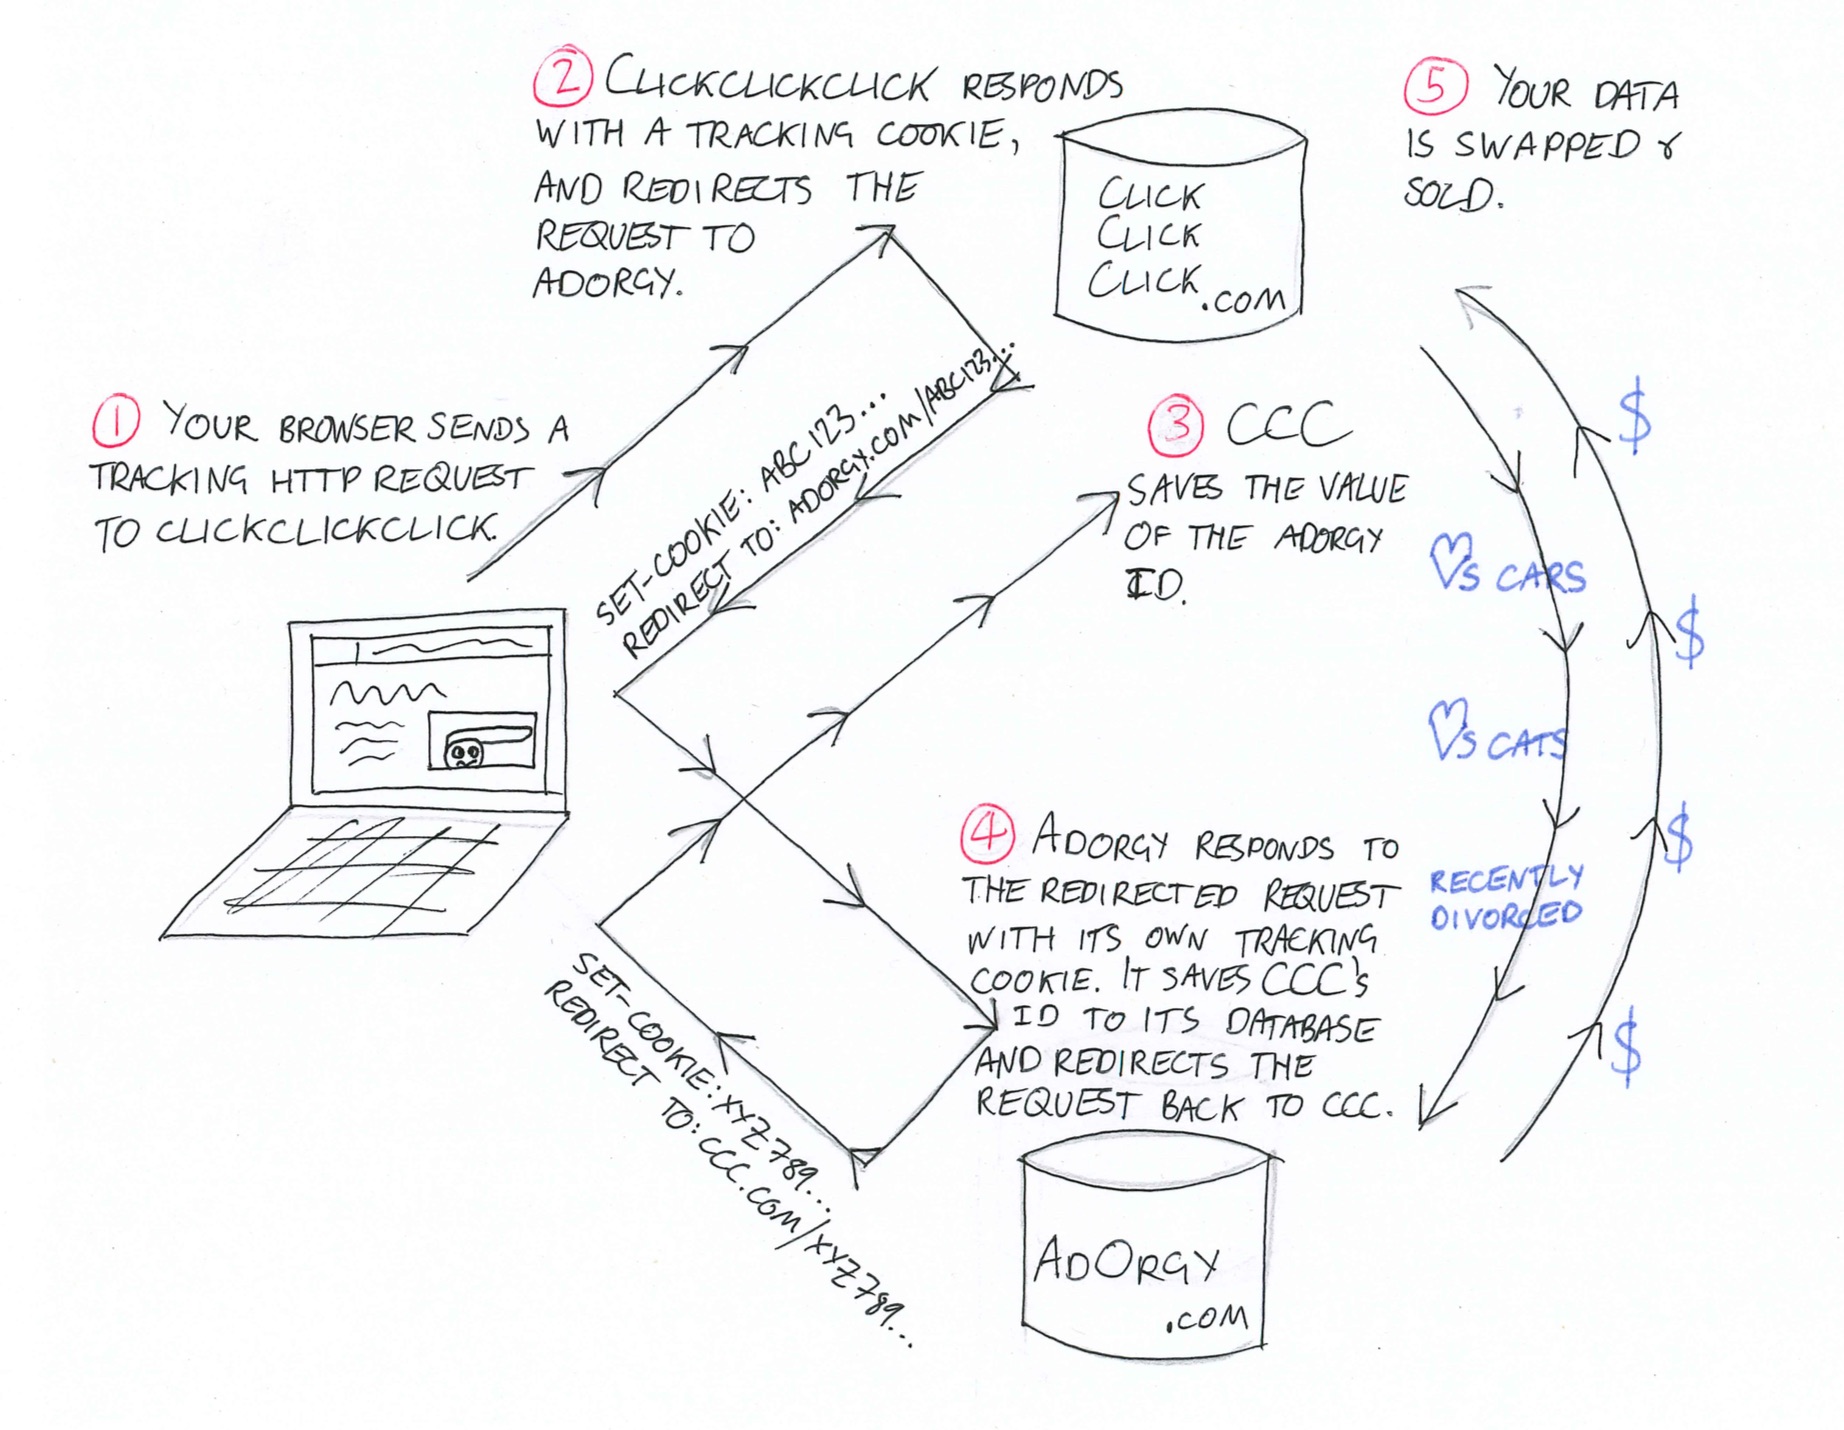 ① YOUR BROWSER SENDS A
TRACKING HTTP REQUEST
TO CLICKCLICKCLICK.
② CLICKCLICKCLICK RESPONDS
WITH A TRACKING COOKIE,
AND REDIRECTS THE
REQUEST TO
ADORGY.
CLICK
CLICK
CLICK
.COM
SET-COOKIE: ABC123...
REDIRECT TO: ADORGY.COM/ABC123...
③ CCC
SAVES THE VALUE
OF THE ADORGY
ID.
④ ADORGY RESPONDS TO
THE REDIRECTED REQUEST
WITH ITS OWN TRACKING
COOKIE. IT SAVES CCC's
ID TO ITS DATABASE
AND REDIRECTS THE
REQUEST BACK TO CCC.
SET-COOKIE: XYZ789...
REDIRECT TO: CCC.COM/XYZ789...
ADORGY
.COM
⑤ YOUR DATA
IS SWAPPED &
SOLD.
♡S CARS
♡S CATS
RECENTLY
DIVORCED
$
$
$
$